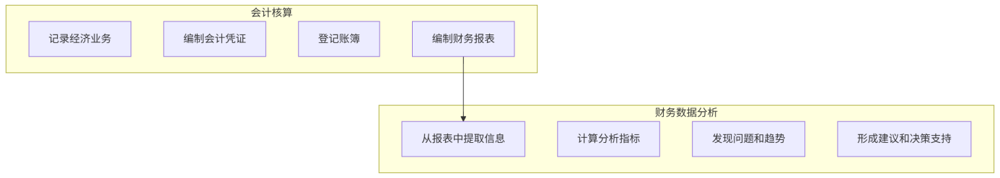 会计核算
记录经济业务
编制会计凭证
登记账簿
编制财务报表
财务数据分析
从报表中提取信息
计算分析指标
发现问题和趋势
形成建议和决策支持